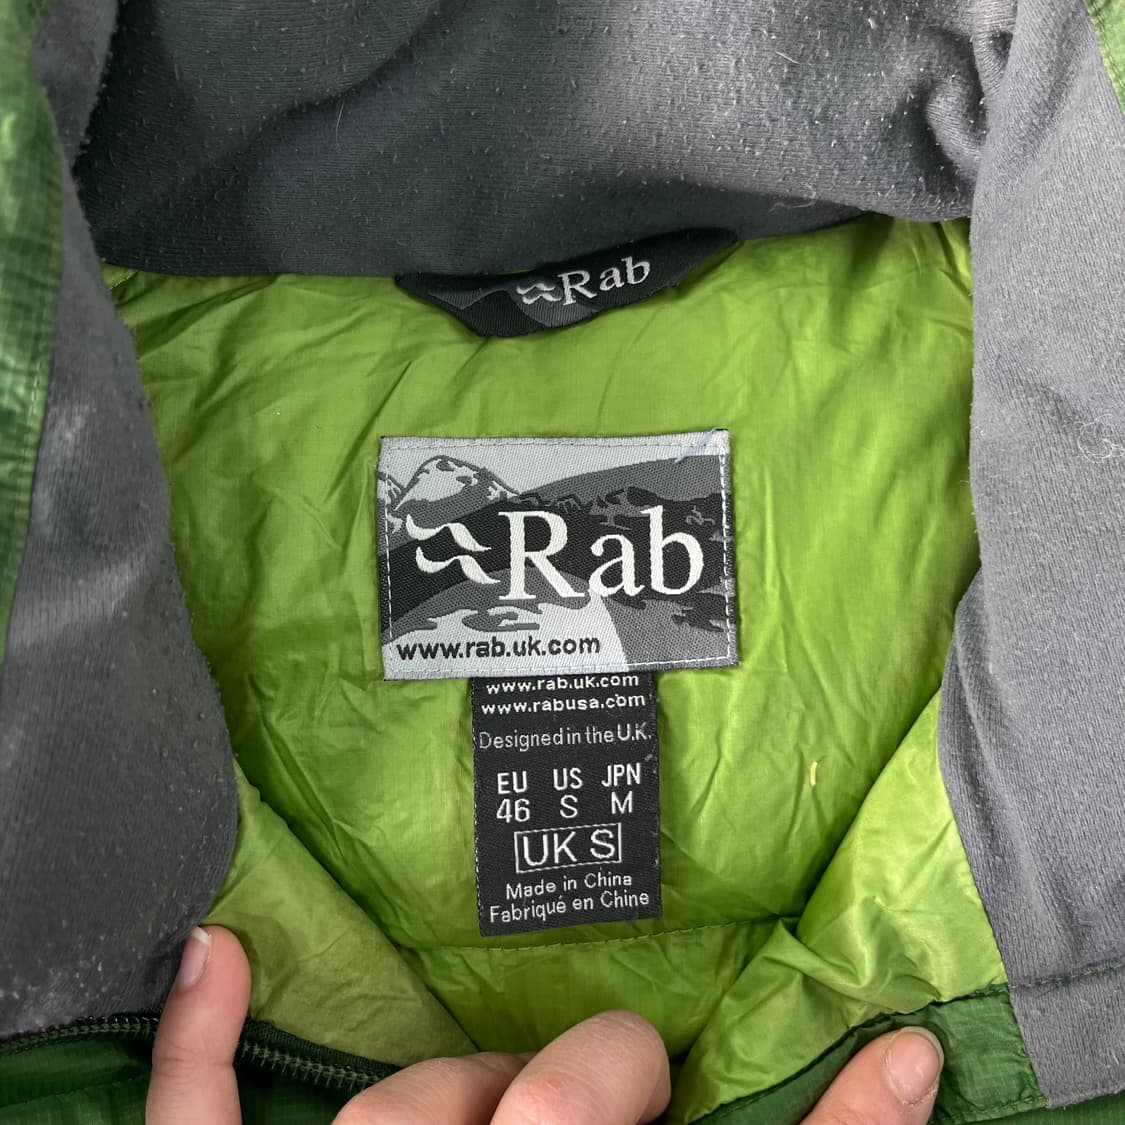 Rab
Rab
www.rab.uk.com
www.rab.uk.com
www.rabusa.com
Designed in the U.K.
EU US JPN
46 S M
UK S
Made in China
Fabriqué en Chine